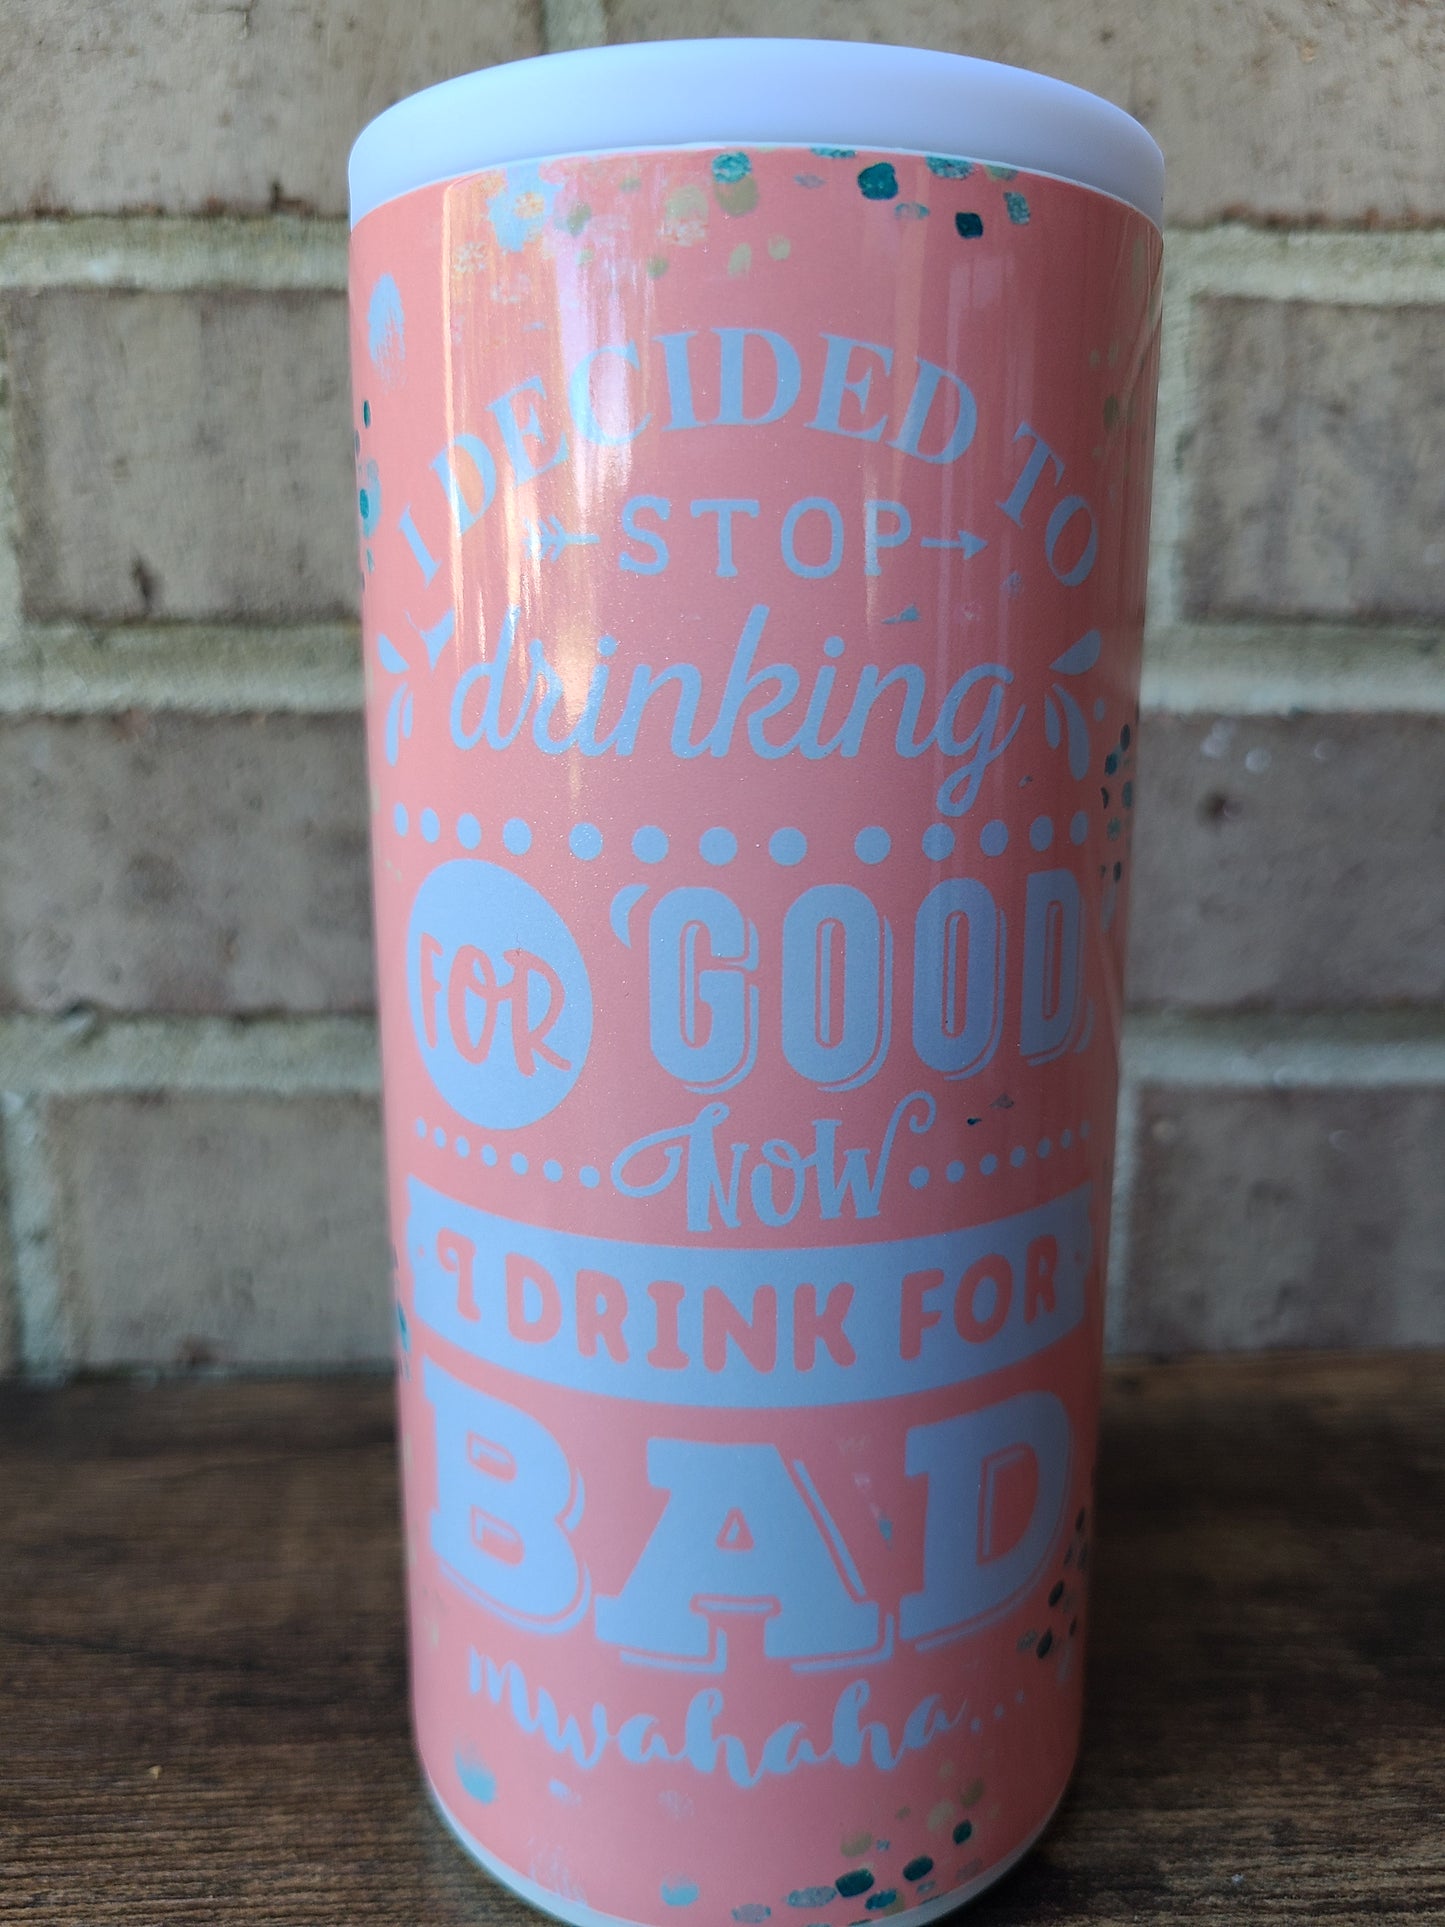 I DECIDED TO
STOP
drinking
FOR 'GOOD,
NOW
I DRINK FOR
BAD
mwahaha...